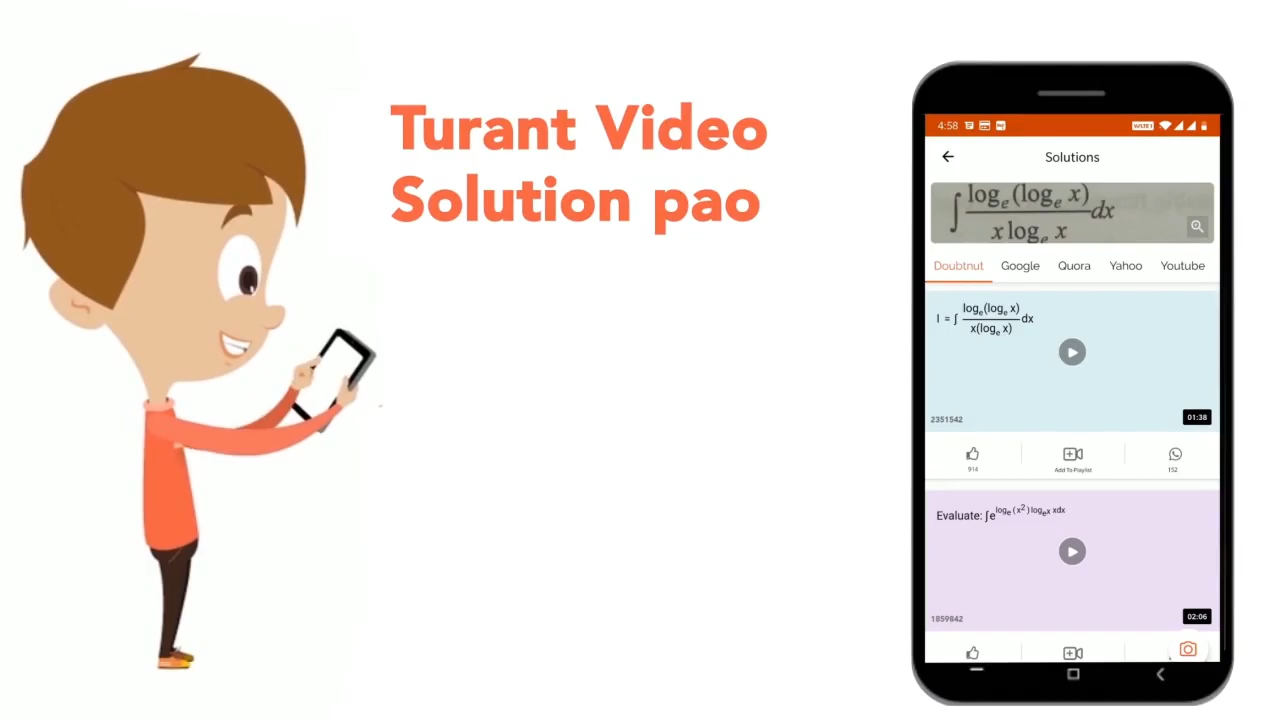 Turant Video
Solution pao
4:58
VoLTE1
Solutions
∫ logₑ(logₑ x) / x logₑ x dx
Doubtnut Google Quora Yahoo Youtube
I = ∫ logₑ(logₑ x) / x(logₑ x) dx
2351542 01:38
914 Add To Playlist 152
Evaluate: ∫e^logₑ(x²)logₑx xdx
1859842 02:06